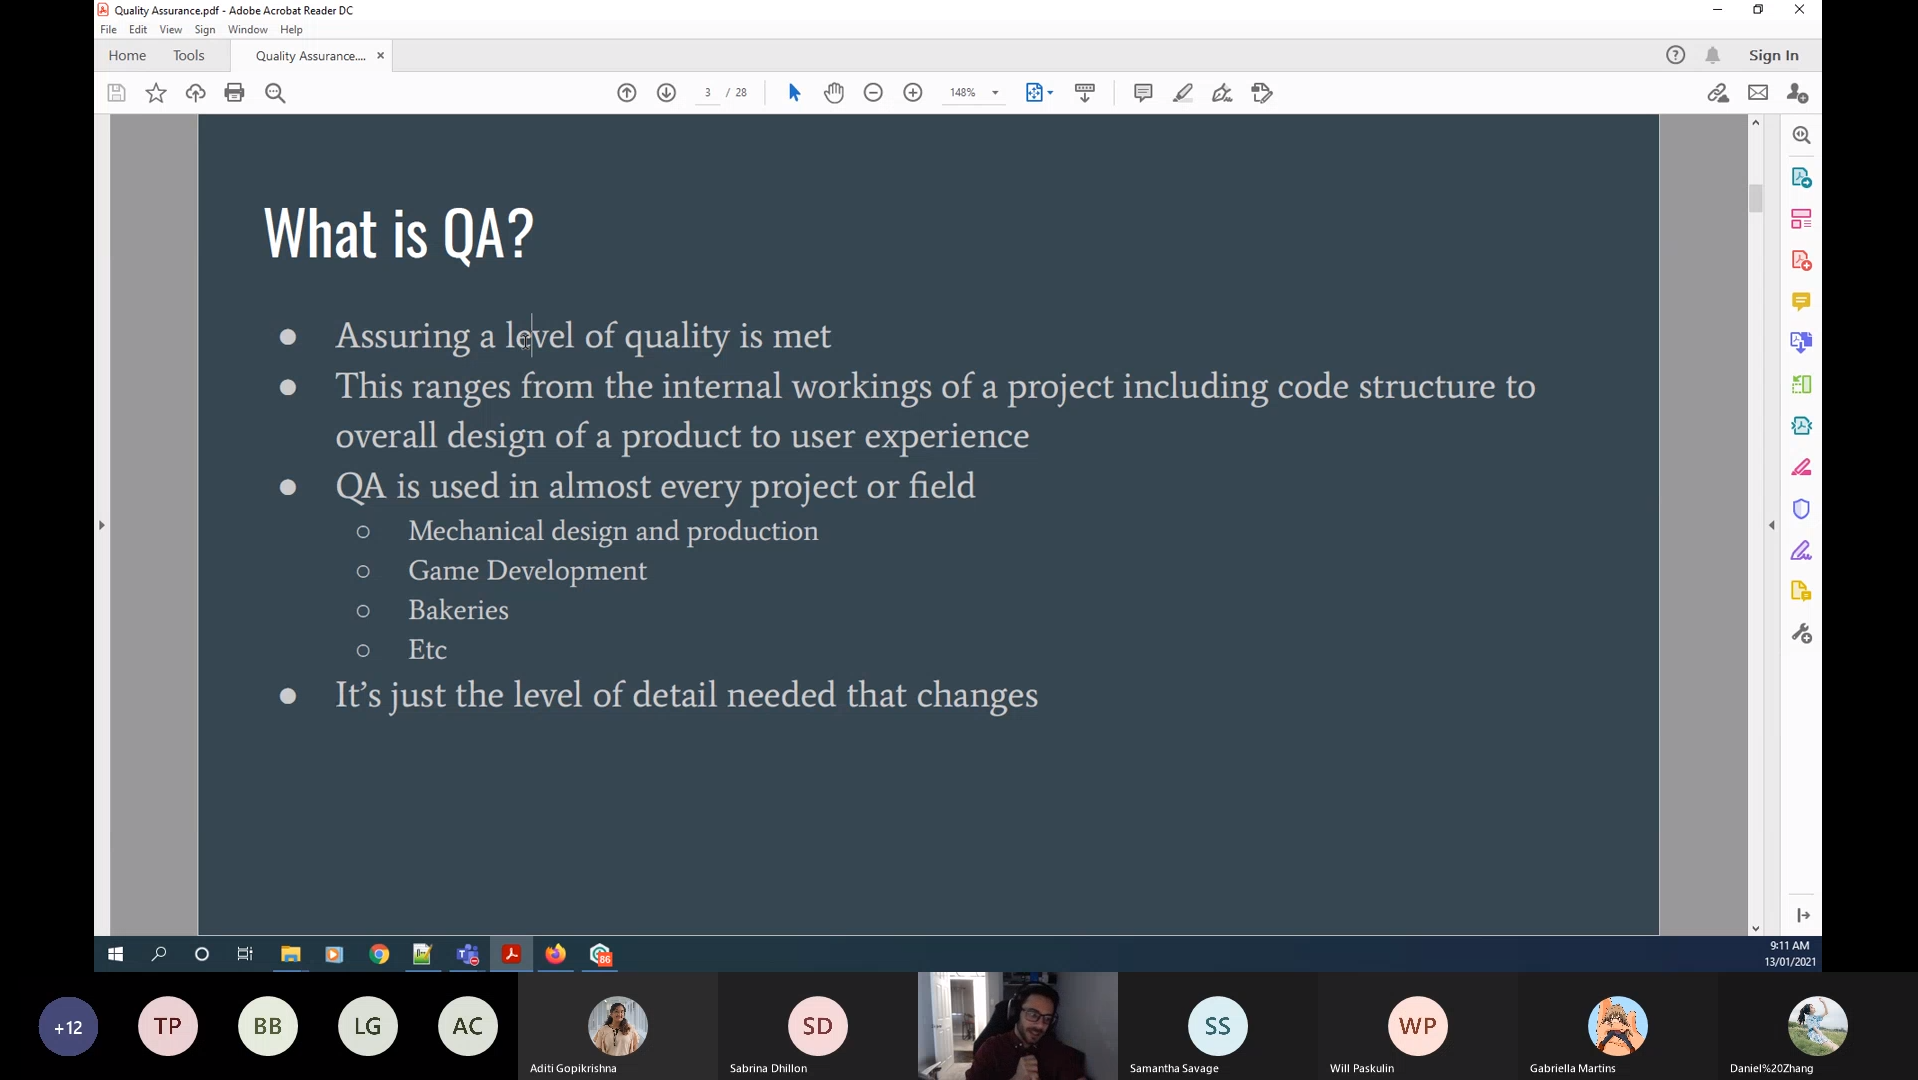 Quality Assurance.pdf - Adobe Acrobat Reader DC
File Edit View Sign Window Help
Home Tools Quality Assurance.... × Sign In
3 / 28 148%
What is QA?
● Assuring a level of quality is met
● This ranges from the internal workings of a project including code structure to
overall design of a product to user experience
● QA is used in almost every project or field
○ Mechanical design and production
○ Game Development
○ Bakeries
○ Etc
● It’s just the level of detail needed that changes
86
9:11 AM
13/01/2021
+12 TP BB LG AC SD SS WP
Aditi Gopikrishna Sabrina Dhillon Samantha Savage Will Paskulin Gabriella Martins Daniel%20Zhang